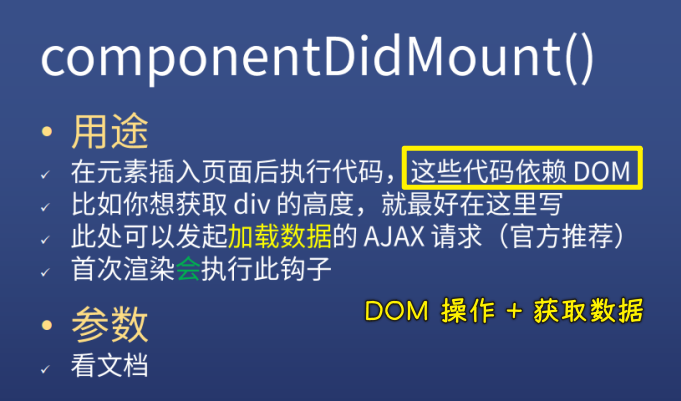 componentDidMount()
• 用途
✓ 在元素插入页面后执行代码，这些代码依赖 DOM
✓ 比如你想获取 div 的高度，就最好在这里写
✓ 此处可以发起加载数据的 AJAX 请求（官方推荐）
✓ 首次渲染会执行此钩子
DOM 操作 + 获取数据
• 参数
✓ 看文档